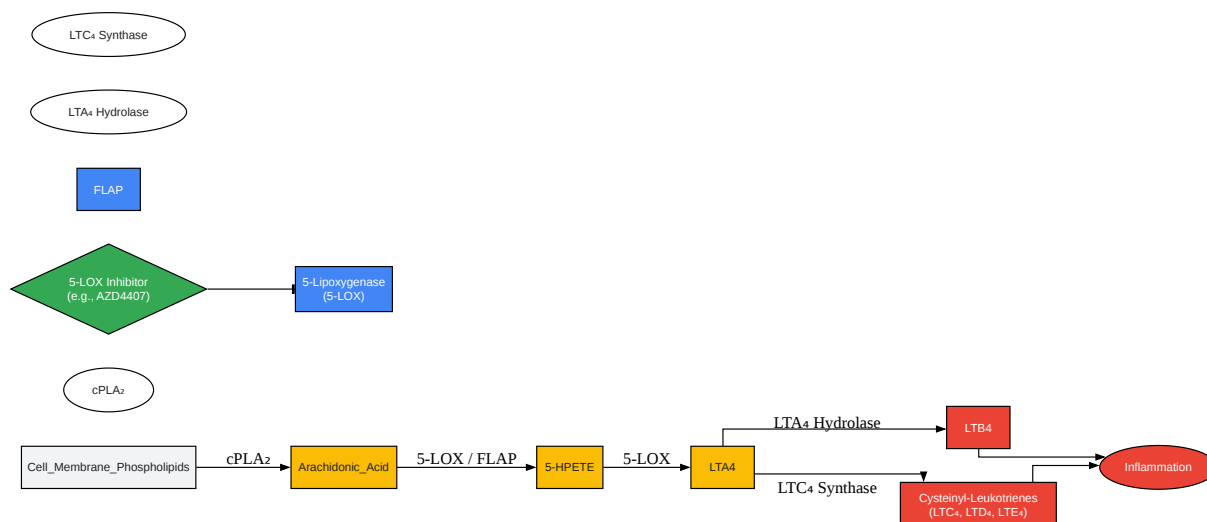 LTC₄ Synthase
LTA₄ Hydrolase
FLAP
5-LOX Inhibitor
(e.g., AZD4407)
5-Lipoxygenase
(5-LOX)
cPLA₂
Cell_Membrane_Phospholipids
cPLA₂
Arachidonic_Acid
5-LOX / FLAP
5-HPETE
5-LOX
LTA4
LTA₄ Hydrolase
LTB4
LTC₄ Synthase
Cysteinyl-Leukotrienes
(LTC₄, LTD₄, LTE₄)
Inflammation